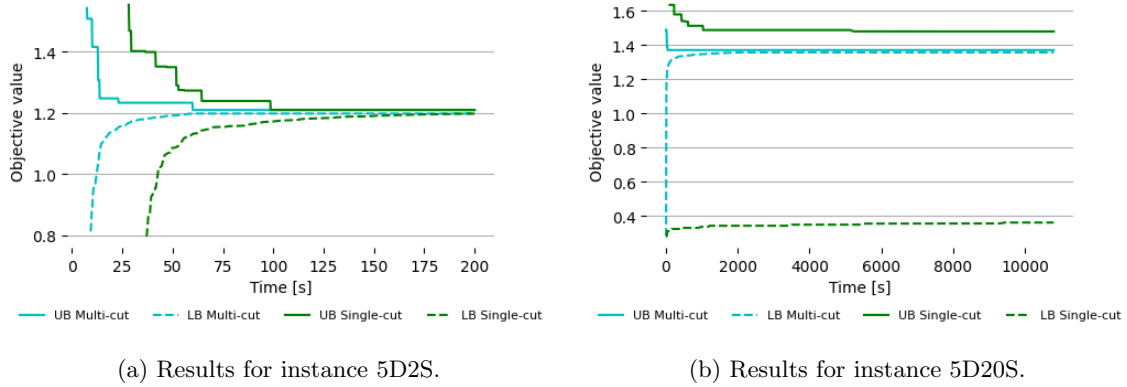 1.4
1.2
1.0
0.8
Objective value
0 25 50 75 100 125 150 175 200
Time [s]
UB Multi-cut LB Multi-cut UB Single-cut LB Single-cut
(a) Results for instance 5D2S.
1.6
1.4
1.2
1.0
0.8
0.6
0.4
Objective value
0 2000 4000 6000 8000 10000
Time [s]
UB Multi-cut LB Multi-cut UB Single-cut LB Single-cut
(b) Results for instance 5D20S.